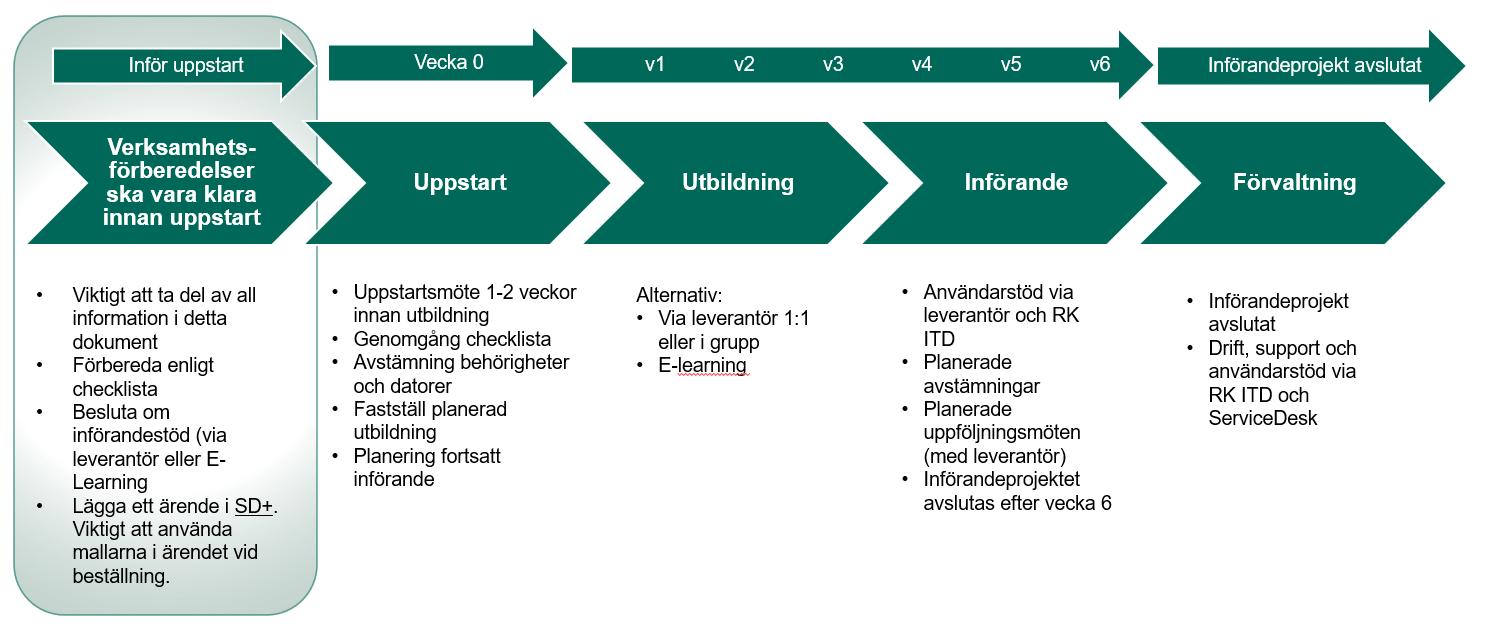 Inför uppstart
Vecka 0
v1 v2 v3 v4 v5 v6
Införandeprojekt avslutat
Verksamhets-
förberedelser
ska vara klara
innan uppstart
Uppstart
Utbildning
Införande
Förvaltning
• Viktigt att ta del av all
information i detta
dokument
• Förbereda enligt
checklista
• Besluta om
införandestöd (via
leverantör eller E-
Learning
• Lägga ett ärende i SD+.
Viktigt att använda
mallarna i ärendet vid
beställning.
• Uppstartsmöte 1-2 veckor
innan utbildning
• Genomgång checklista
• Avstämning behörigheter
och datorer
• Fastställ planerad
utbildning
• Planering fortsatt
införande
Alternativ:
• Via leverantör 1:1
eller i grupp
• E-learning
• Användarstöd via
leverantör och RK
ITD
• Planerade
avstämningar
• Planerade
uppföljningsmöten
(med leverantör)
• Införandeprojektet
avslutas efter vecka 6
• Införandeprojekt
avslutat
• Drift, support och
användarstöd via
RK ITD och
ServiceDesk